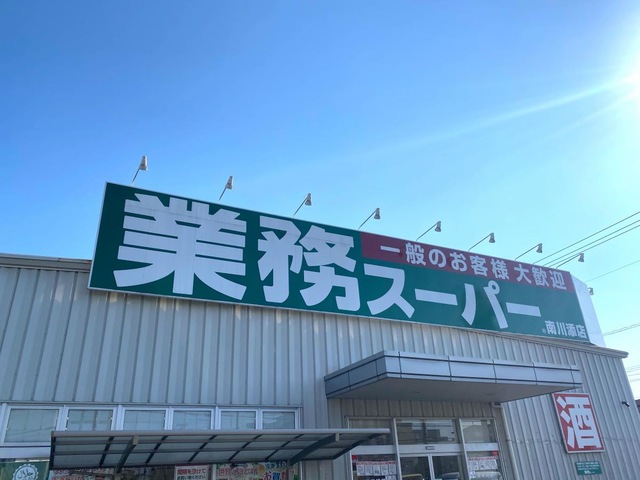 一般のお客様 大歓迎
業務スーパー
南川添店
酒